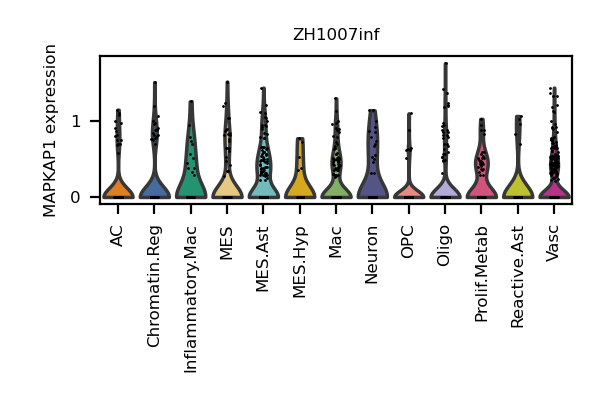 ZH1007inf
MAPKAP1 expression
1
0
AC
Chromatin.Reg
Inflammatory.Mac
MES
MES.Ast
MES.Hyp
Mac
Neuron
OPC
Oligo
Prolif.Metab
Reactive.Ast
Vasc